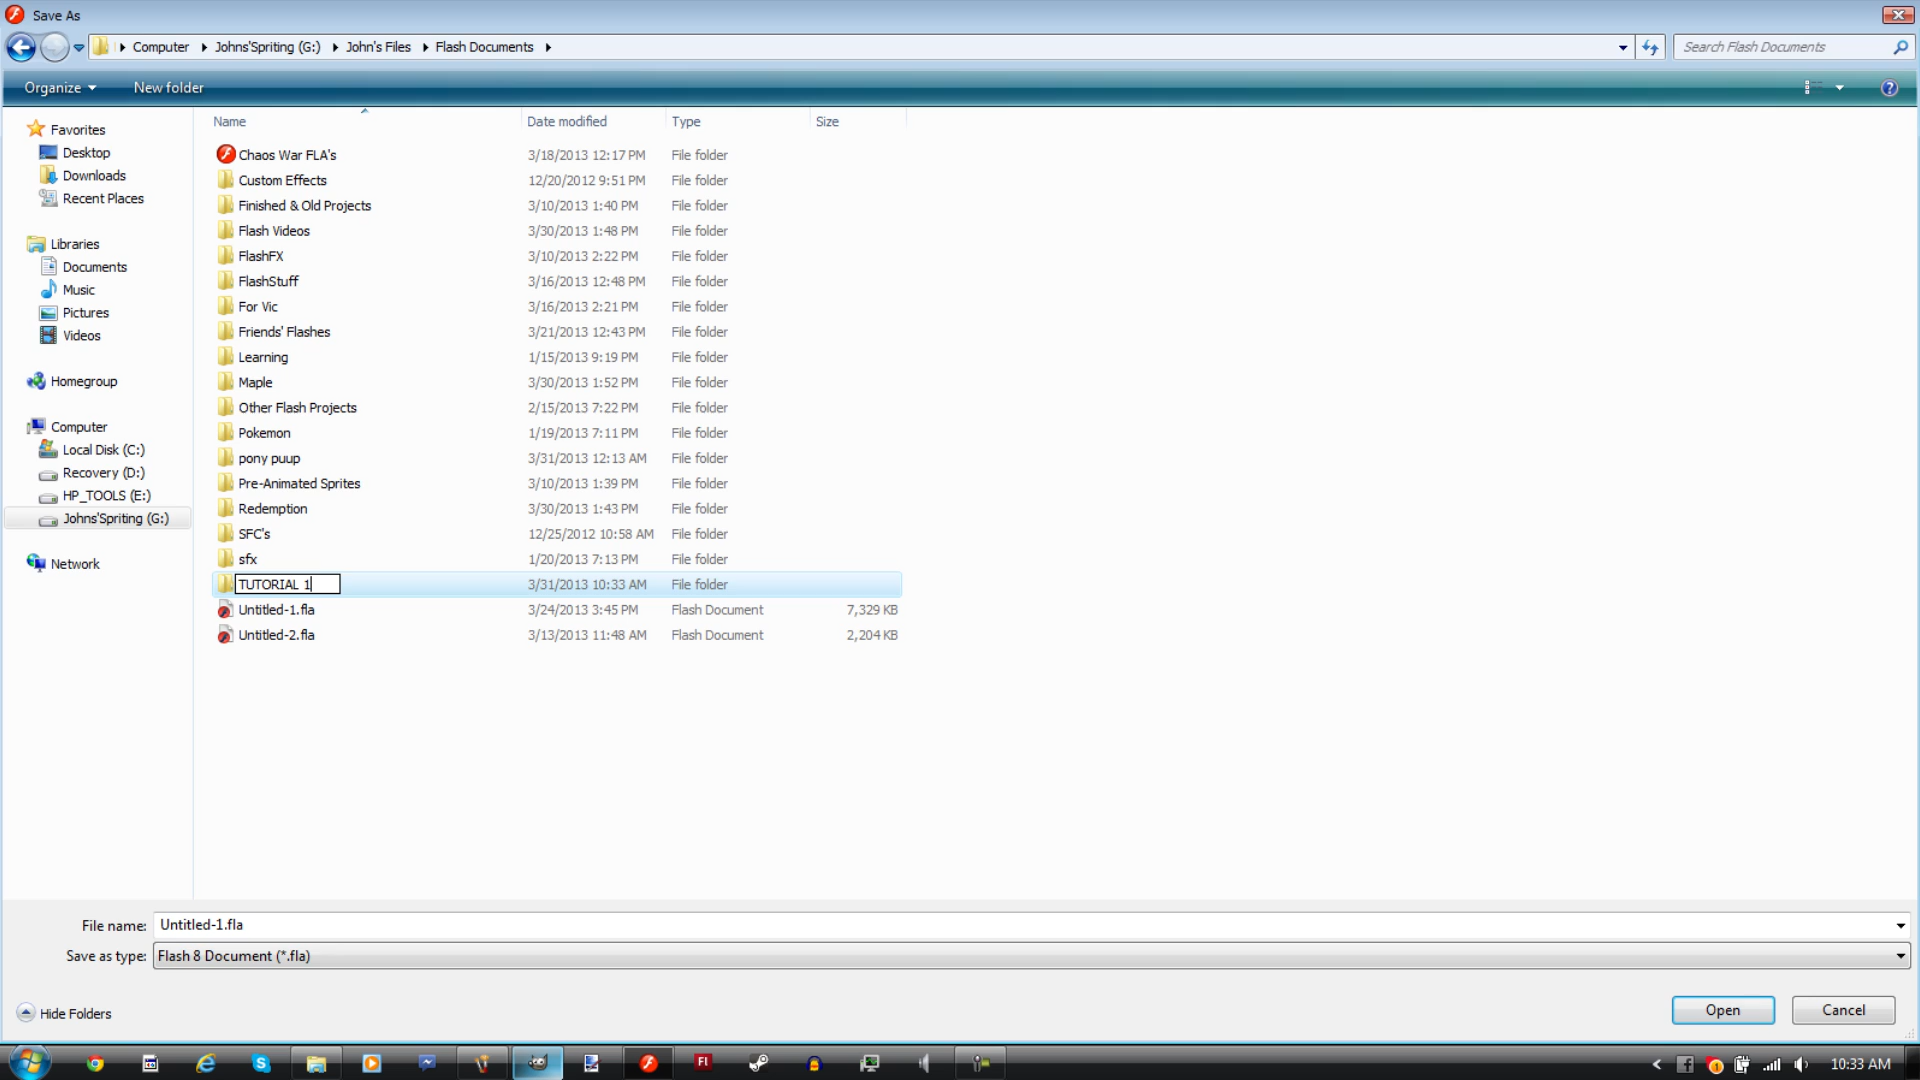 Save As
Computer Johns'Spriting (G:) John's Files Flash Documents Search Flash Documents
Organize New folder
Name Date modified Type Size
Favorites
Desktop
Downloads
Recent Places
Libraries
Documents
Music
Pictures
Videos
Homegroup
Computer
Local Disk (C:)
Recovery (D:)
HP_TOOLS (E:)
Johns'Spriting (G:)
Network
Chaos War FLA's 3/18/2013 12:17 PM File folder
Custom Effects 12/20/2012 9:51 PM File folder
Finished & Old Projects 3/10/2013 1:40 PM File folder
Flash Videos 3/30/2013 1:48 PM File folder
FlashFX 3/10/2013 2:22 PM File folder
FlashStuff 3/16/2013 12:48 PM File folder
For Vic 3/16/2013 2:21 PM File folder
Friends' Flashes 3/21/2013 12:43 PM File folder
Learning 1/15/2013 9:19 PM File folder
Maple 3/30/2013 1:52 PM File folder
Other Flash Projects 2/15/2013 7:22 PM File folder
Pokemon 1/19/2013 7:11 PM File folder
pony puup 3/31/2013 12:13 AM File folder
Pre-Animated Sprites 3/10/2013 1:39 PM File folder
Redemption 3/30/2013 1:43 PM File folder
SFC's 12/25/2012 10:58 AM File folder
sfx 1/20/2013 7:13 PM File folder
TUTORIAL 1 3/31/2013 10:33 AM File folder
Untitled-1.fla 3/24/2013 3:45 PM Flash Document 7,329 KB
Untitled-2.fla 3/13/2013 11:48 AM Flash Document 2,204 KB
File name: Untitled-1.fla
Save as type: Flash 8 Document (*.fla)
Hide Folders Open Cancel
10:33 AM